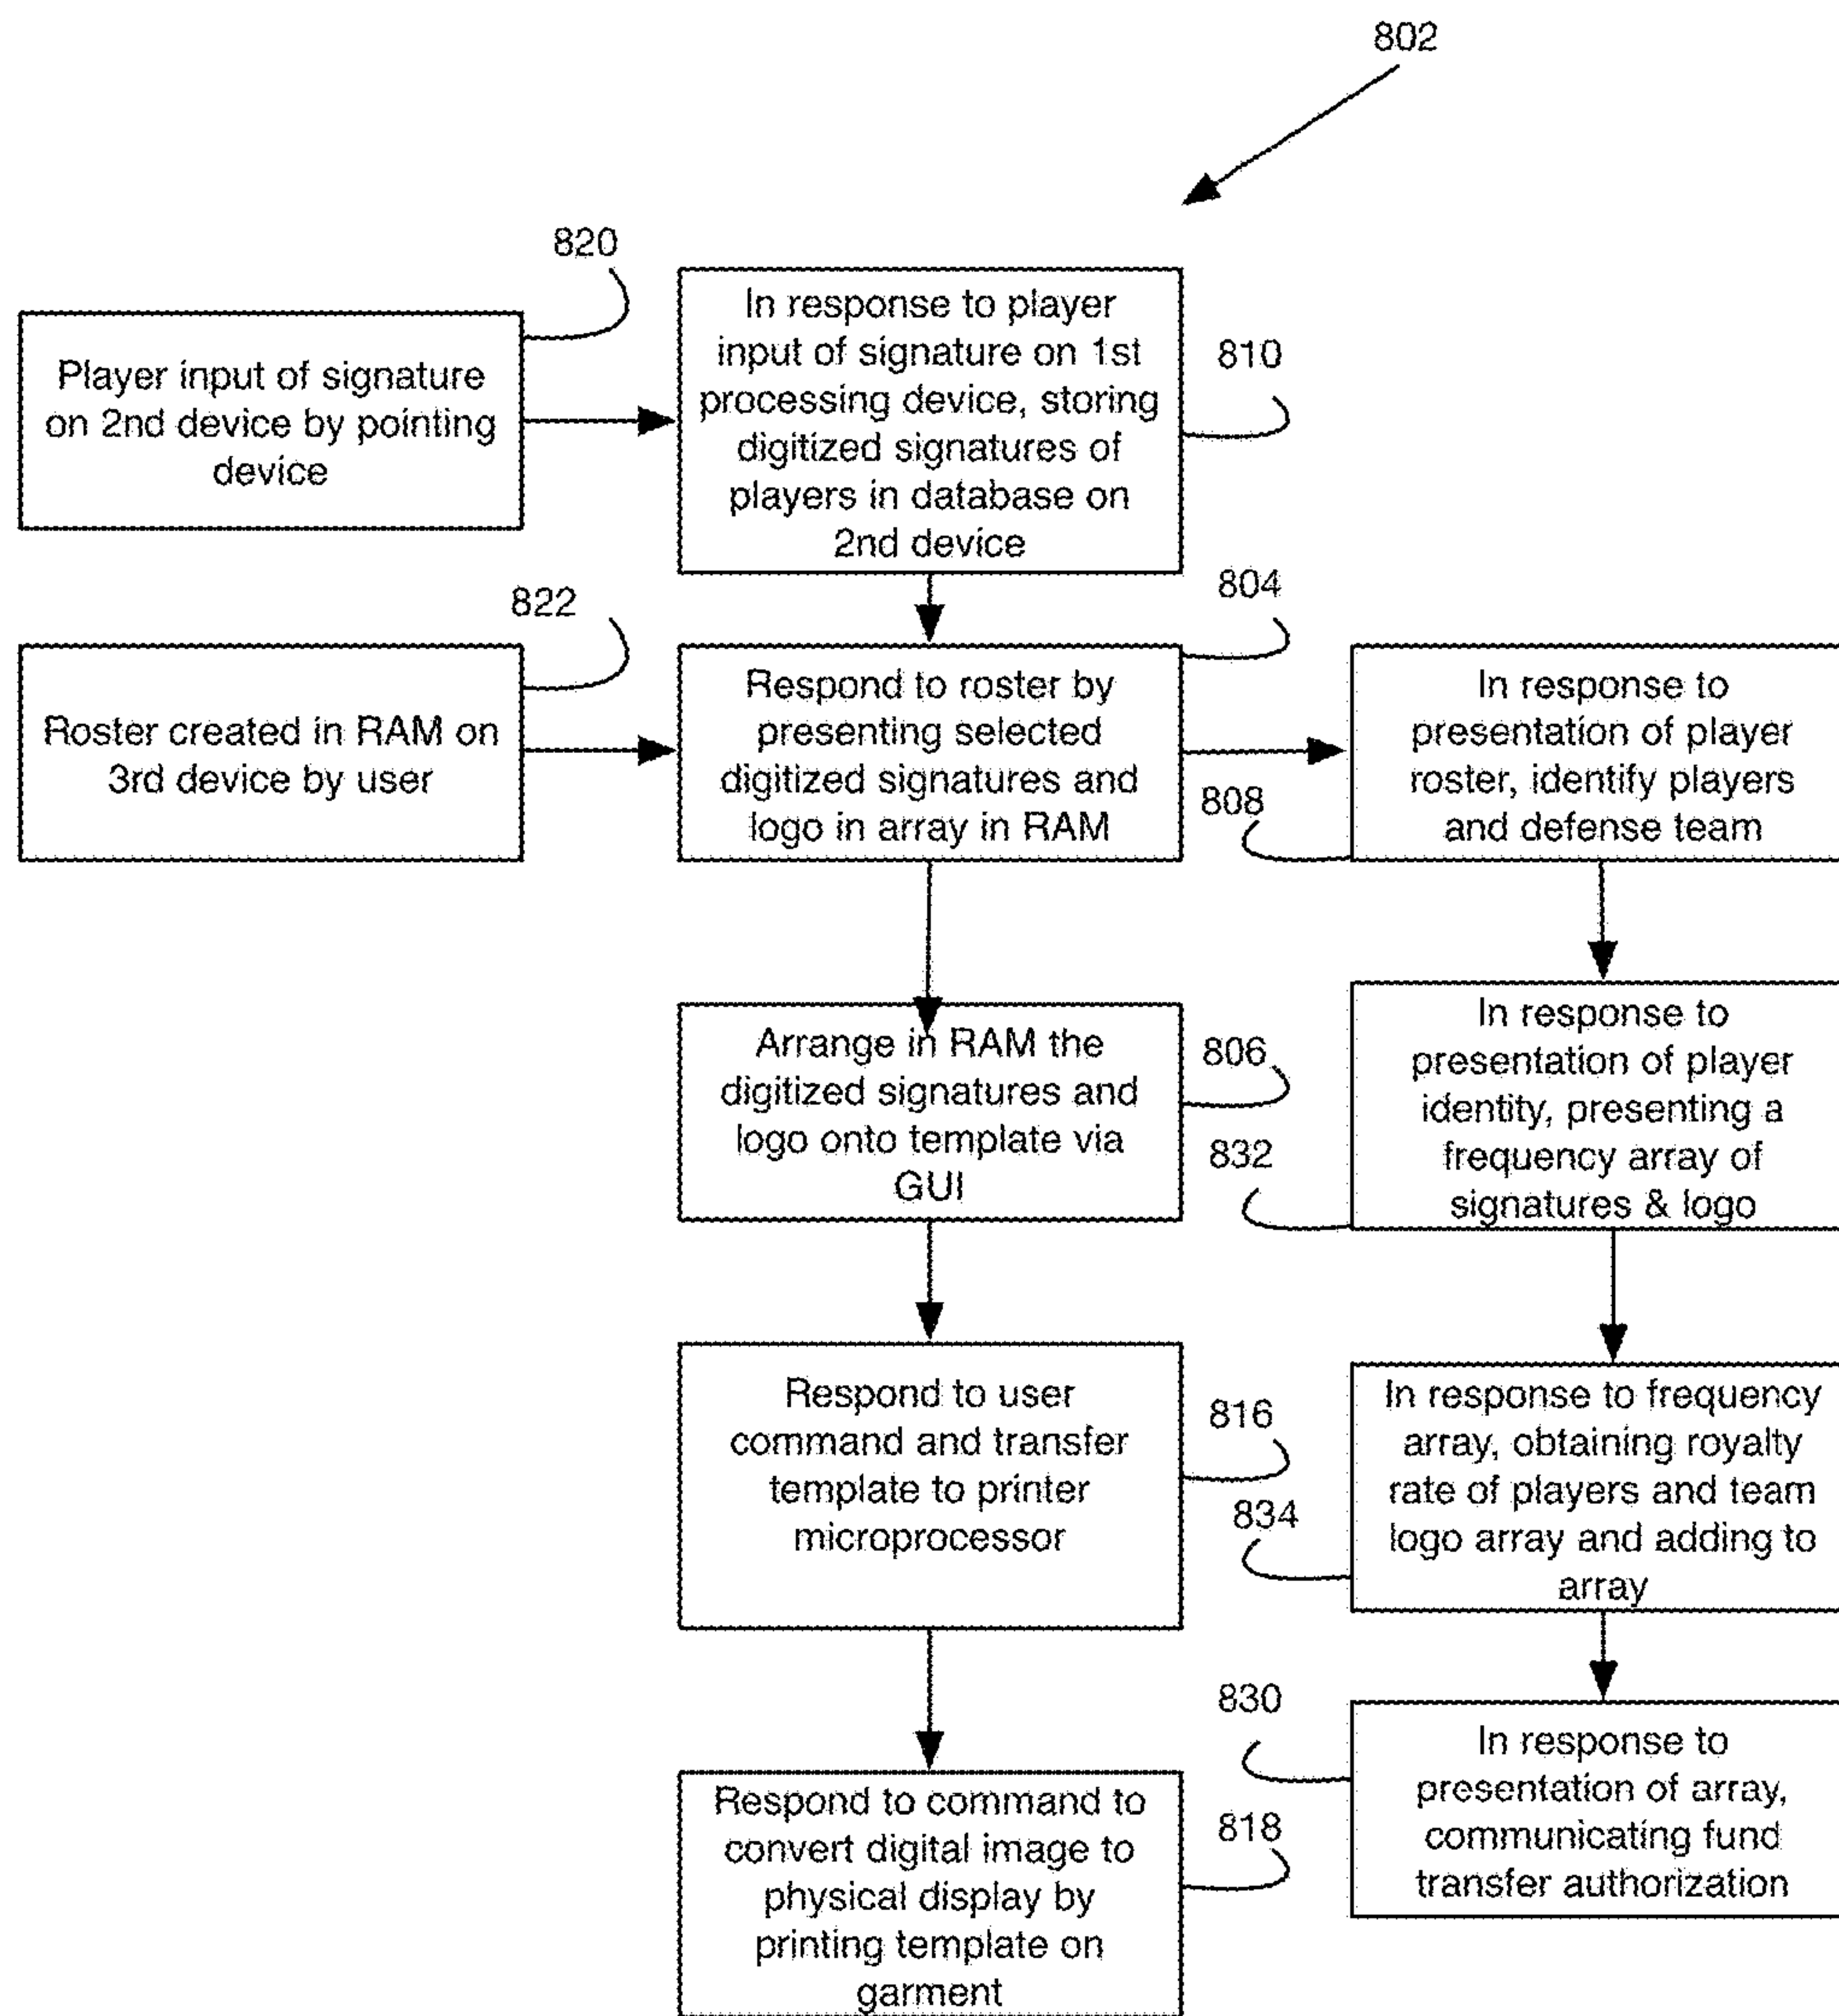 802
820
Player input of signature
on 2nd device by pointing
device
In response to player
input of signature on 1st
processing device, storing
digitized signatures of
players in database on
2nd device
810
822
Roster created in RAM on
3rd device by user
804
Respond to roster by
presenting selected
digitized signatures and
logo in array in RAM
808
In response to
presentation of player
roster, identify players
and defense team
Arrange in RAM the
digitized signatures and
logo onto template via
GUI
806
832
In response to
presentation of player
identity, presenting a
frequency array of
signatures & logo
Respond to user
command and transfer
template to printer
microprocessor
816
834
In response to frequency
array, obtaining royalty
rate of players and team
logo array and adding to
array
830
In response to
presentation of array,
communicating fund
transfer authorization
Respond to command to
convert digital image to
physical display by
printing template on
garment
818